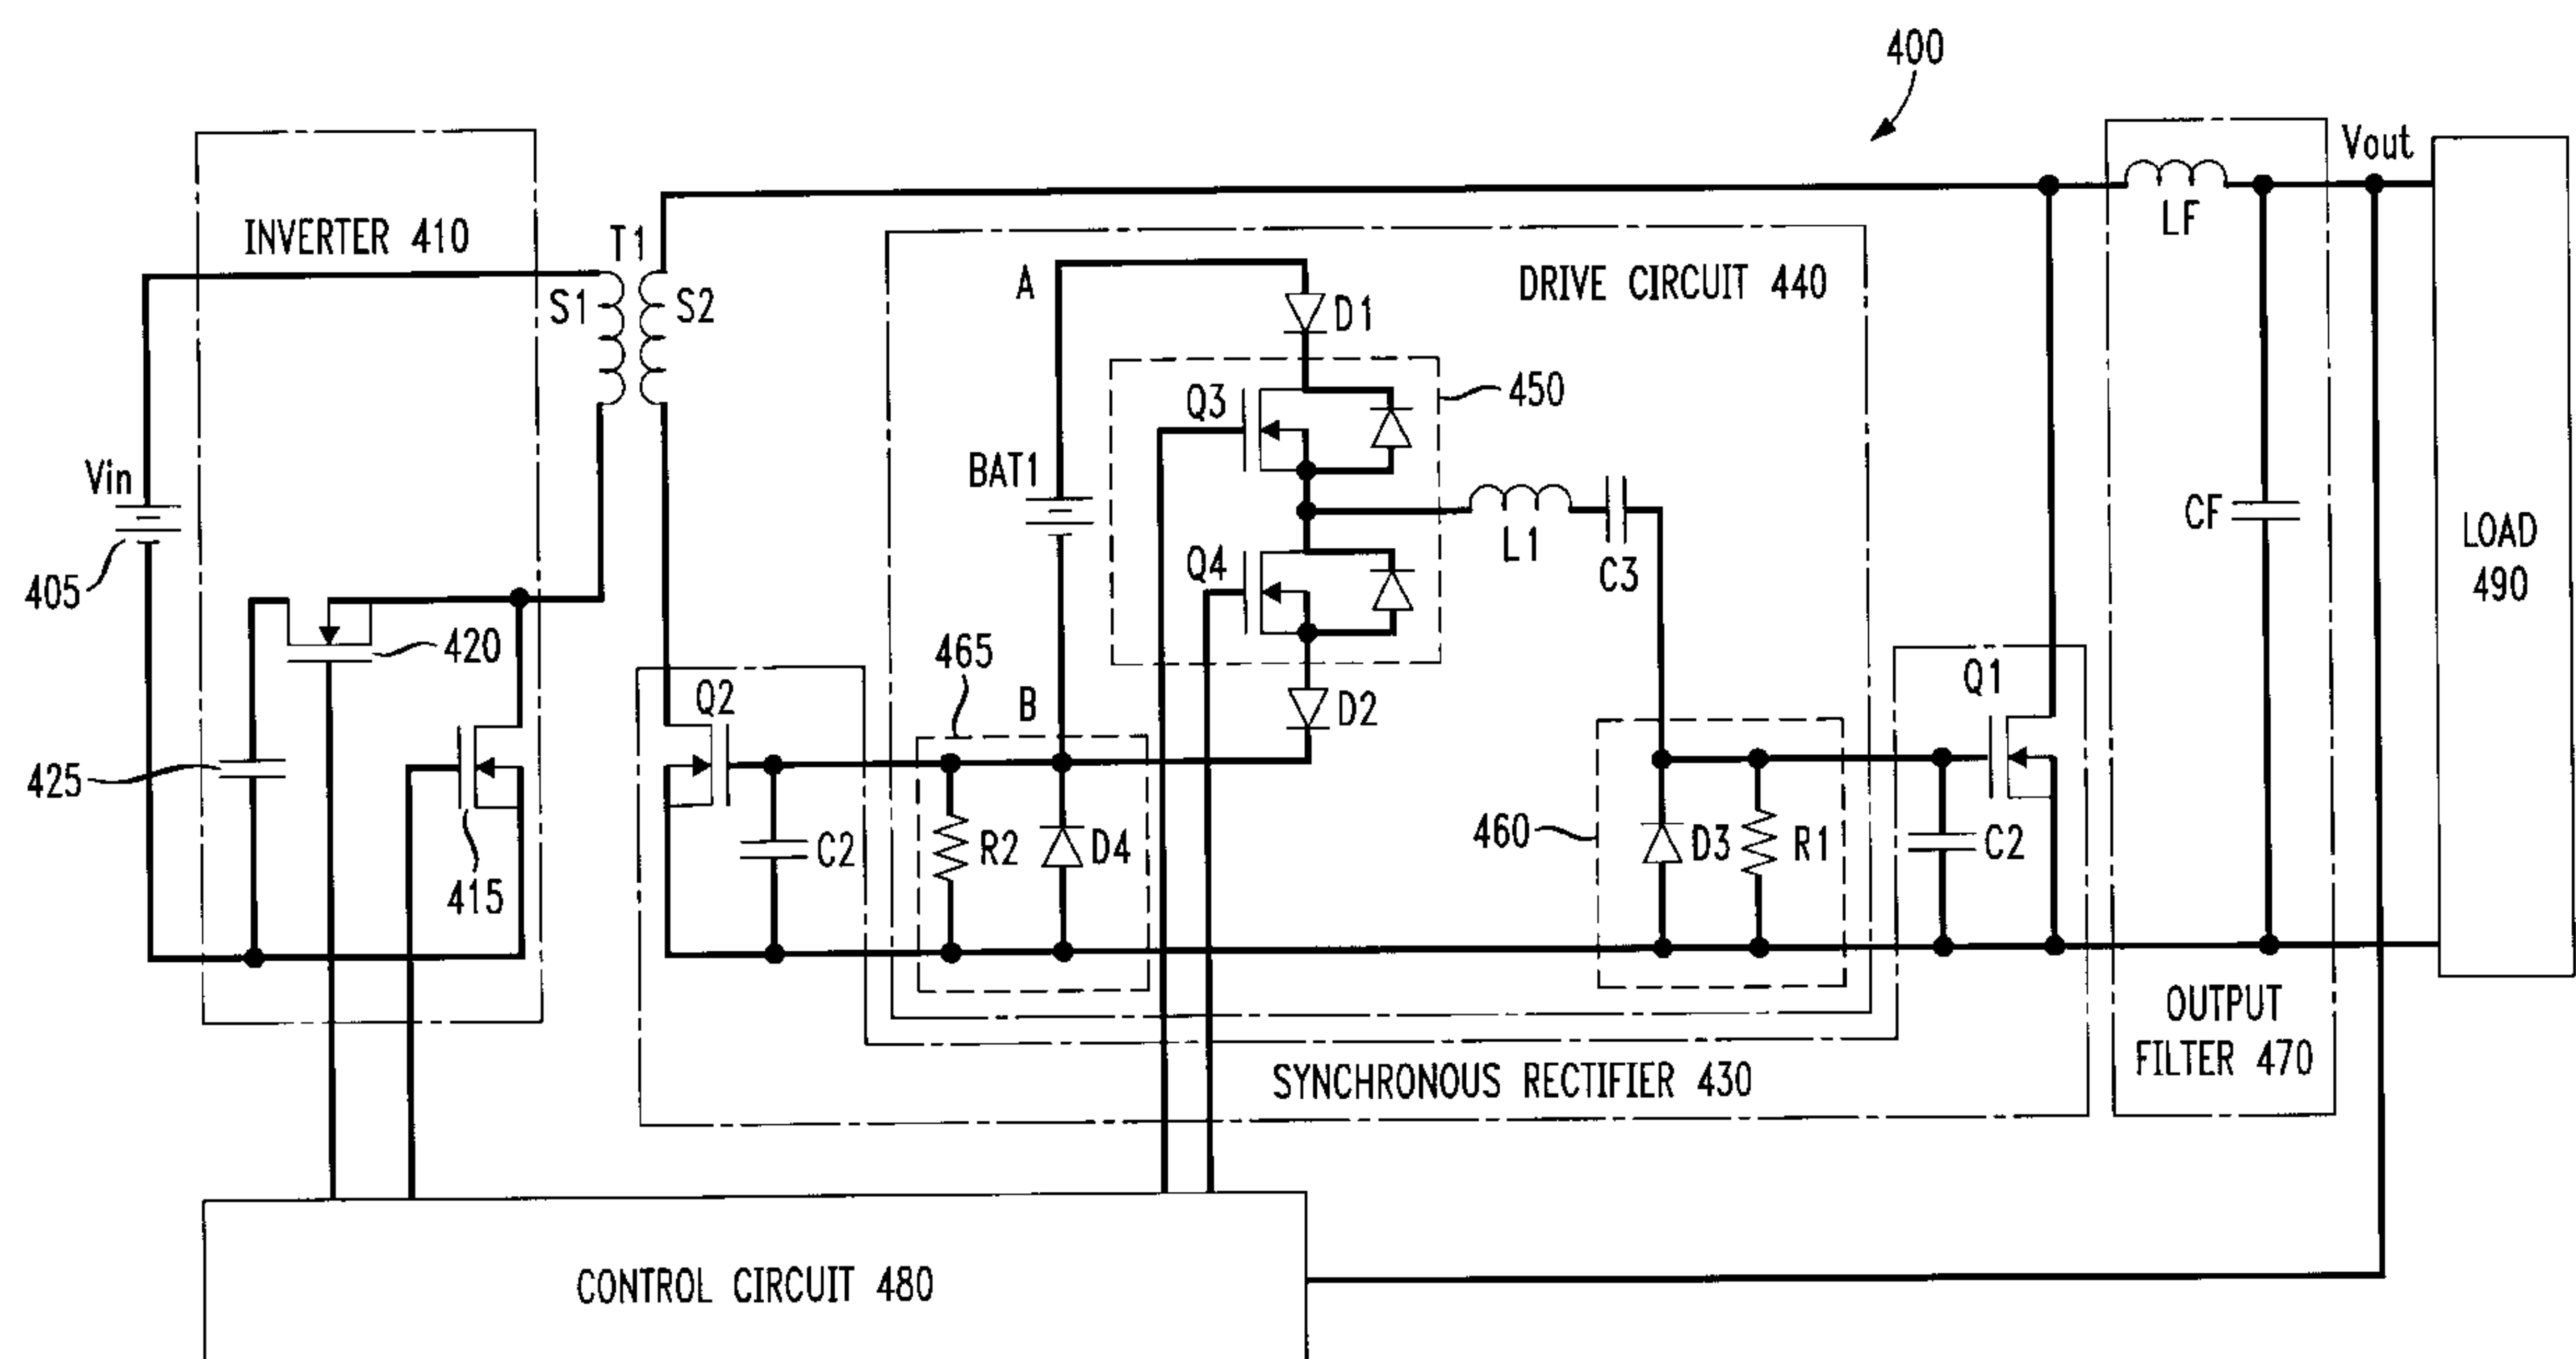 400
Vout
INVERTER 410
T1
S1
S2
A
DRIVE CIRCUIT 440
LF
D1
Q3
450
Vin
BAT1
L1
C3
CF
LOAD
490
405
Q4
420
465
Q2
B
D2
Q1
425
415
C2
R2
D4
460
D3
R1
C2
OUTPUT
FILTER 470
SYNCHRONOUS RECTIFIER 430
CONTROL CIRCUIT 480